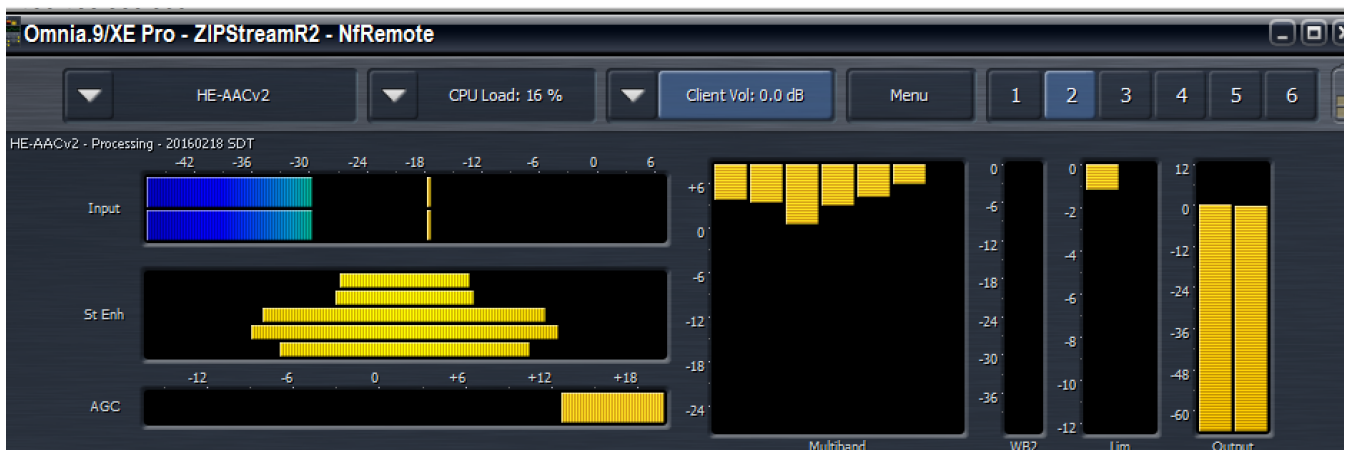 Omnia.9/XE Pro - ZIPStreamR2 - NfRemote
HE-AACv2 CPU Load: 16 % Client Vol: 0.0 dB Menu 1 2 3 4 5 6
HE-AACv2 - Processing - 20160218 SDT
-42 -36 -30 -24 -18 -12 -6 0 6
Input
St Enh
-12 -6 0 +6 +12 +18
AGC
+6
0
-6
-12
-18
-24
Multiband
0
-6
-12
-18
-24
-30
-36
WB2
0
-2
-4
-6
-8
-10
-12
Lim
12
0
-12
-24
-36
-48
-60
Output